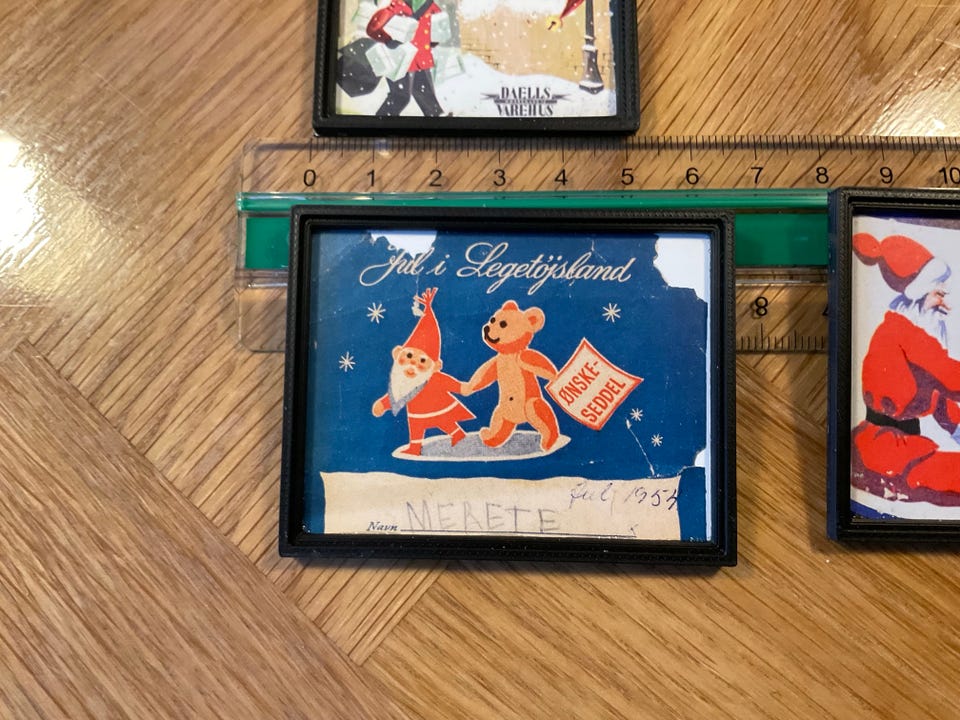 DAELLS
VAREHUS
0 1 2 3 4 5 6 7 8 9 10
Jul i Legetöjsland
8
ØNSKE-
SEDDEL
Jul 1954
Navn MERETE